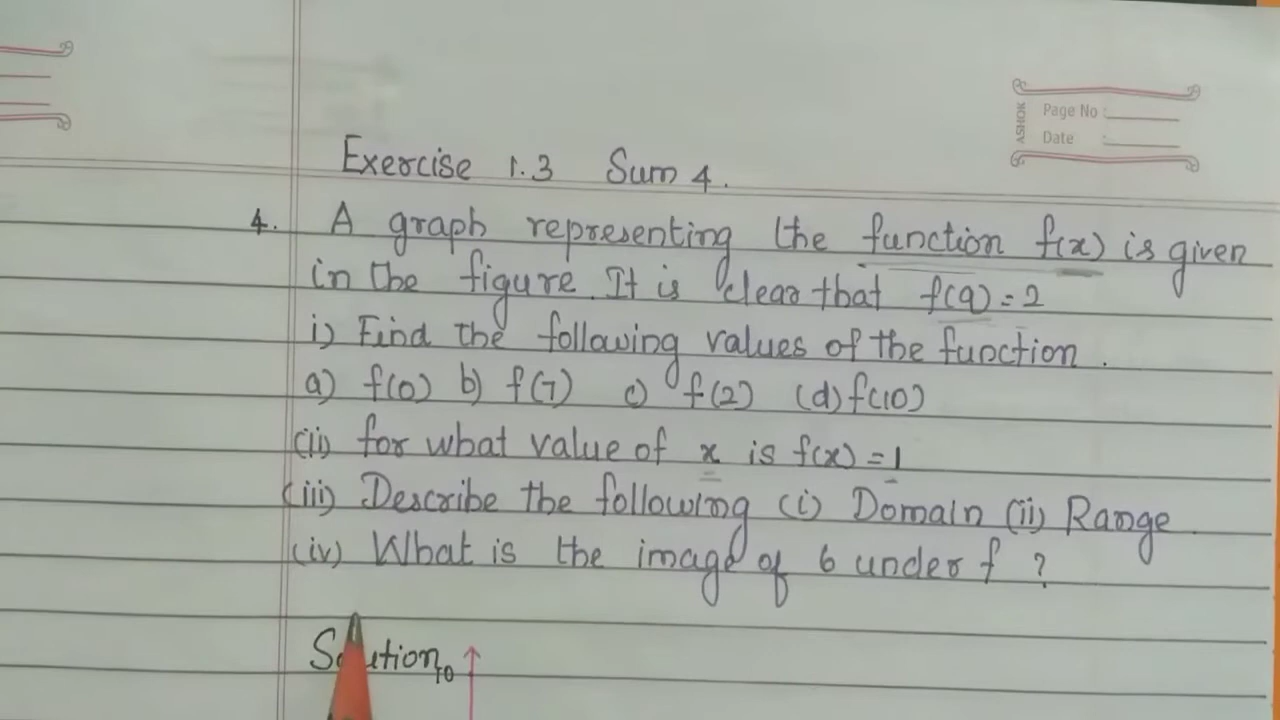 ASHOK
Page No :
Date :
Exercise 1.3 Sum 4.
4. A graph representing the function f(x) is given
in the figure. It is clear that f(9)=2
i) Find the following values of the function.
a) f(0) b) f(7) c) f(2) (d) f(10)
(ii) for what value of x is f(x) = 1
(iii) Describe the following (i) Domain (ii) Range
(iv) What is the image of 6 under f ?
10